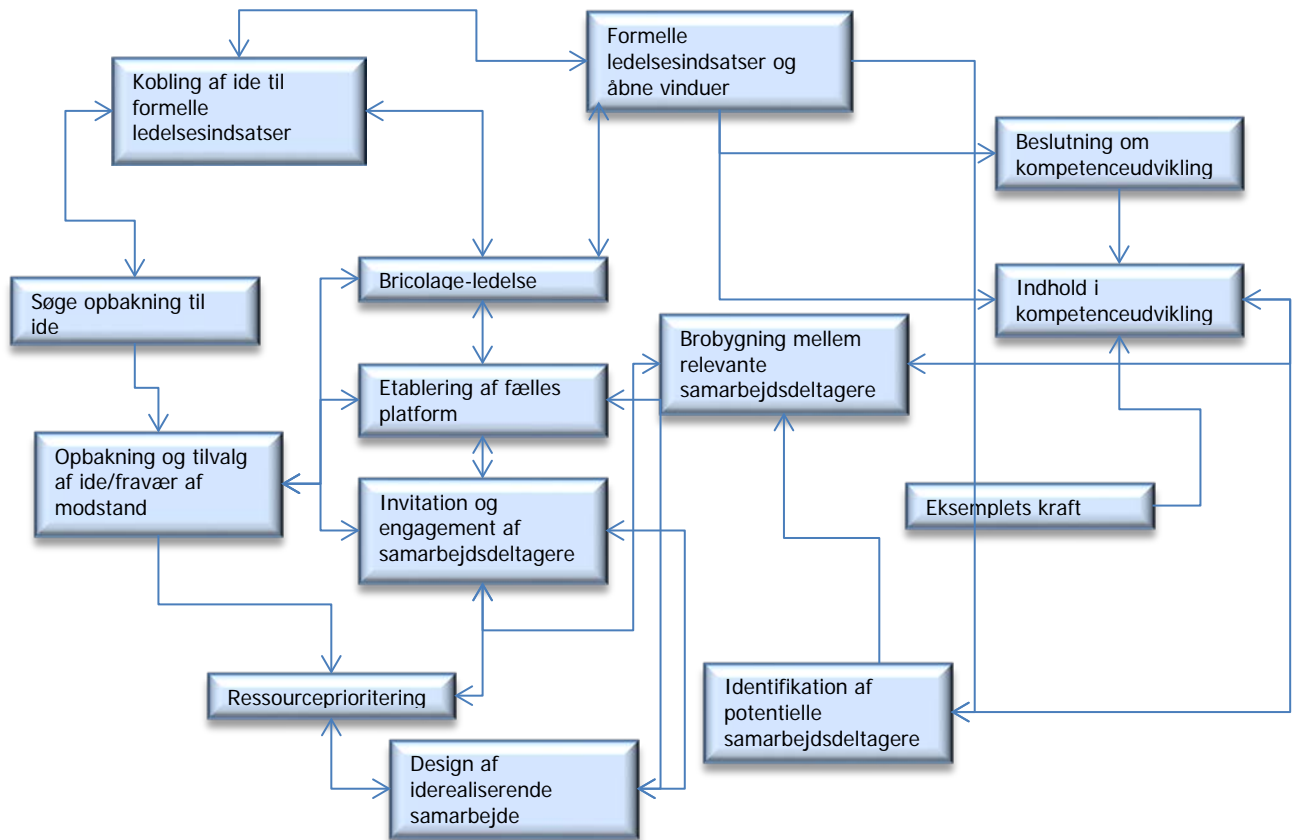 Formelle
ledelsesindsatser og
åbne vinduer
Kobling af ide til
formelle
ledelsesindsatser
Beslutning om
kompetenceudvikling
Bricolage-ledelse
Søge opbakning til
ide
Indhold i
kompetenceudvikling
Brobygning mellem
relevante
samarbejdsdeltagere
Etablering af fælles
platform
Opbakning og tilvalg
af ide/fravær af
modstand
Invitation og
engagement af
samarbejdsdeltagere
Eksemplets kraft
Ressourceprioritering
Identifikation af
potentielle
samarbejdsdeltagere
Design af
iderealiserende
samarbejde